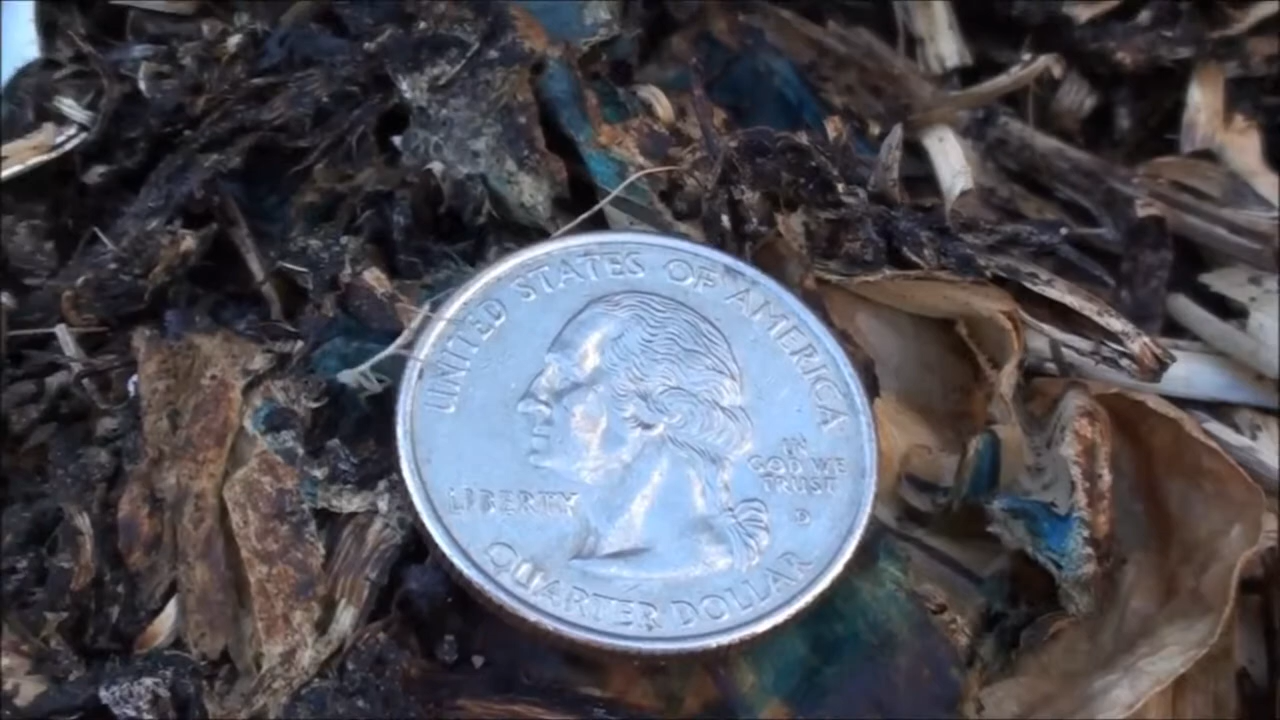 UNITED STATES OF AMERICA
LIBERTY
IN
GOD WE
TRUST
D
QUARTER DOLLAR